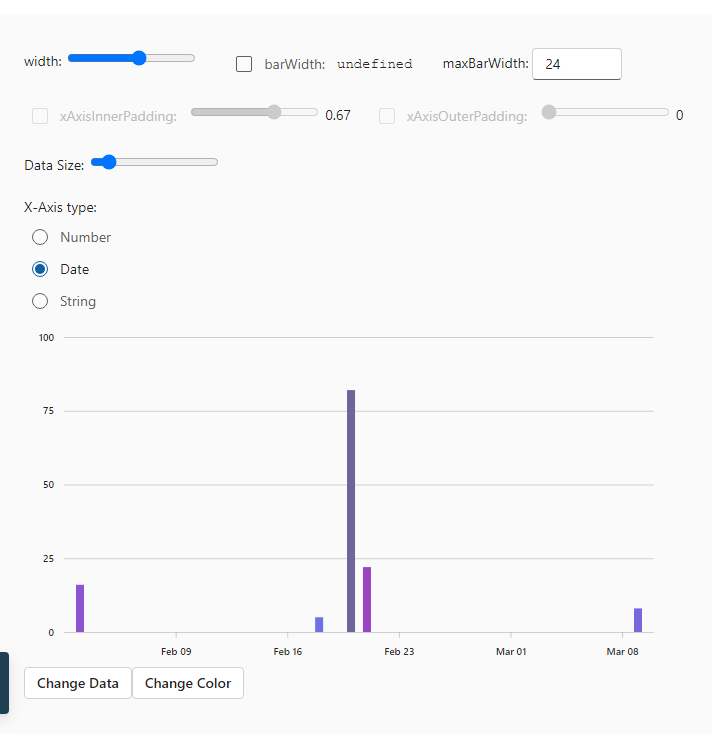 width: barWidth: undefined maxBarWidth: 24
xAxisInnerPadding: 0.67 xAxisOuterPadding: 0
Data Size:
X-Axis type:
Number
Date
String
100
75
50
25
0
Feb 09 Feb 16 Feb 23 Mar 01 Mar 08
Change Data Change Color